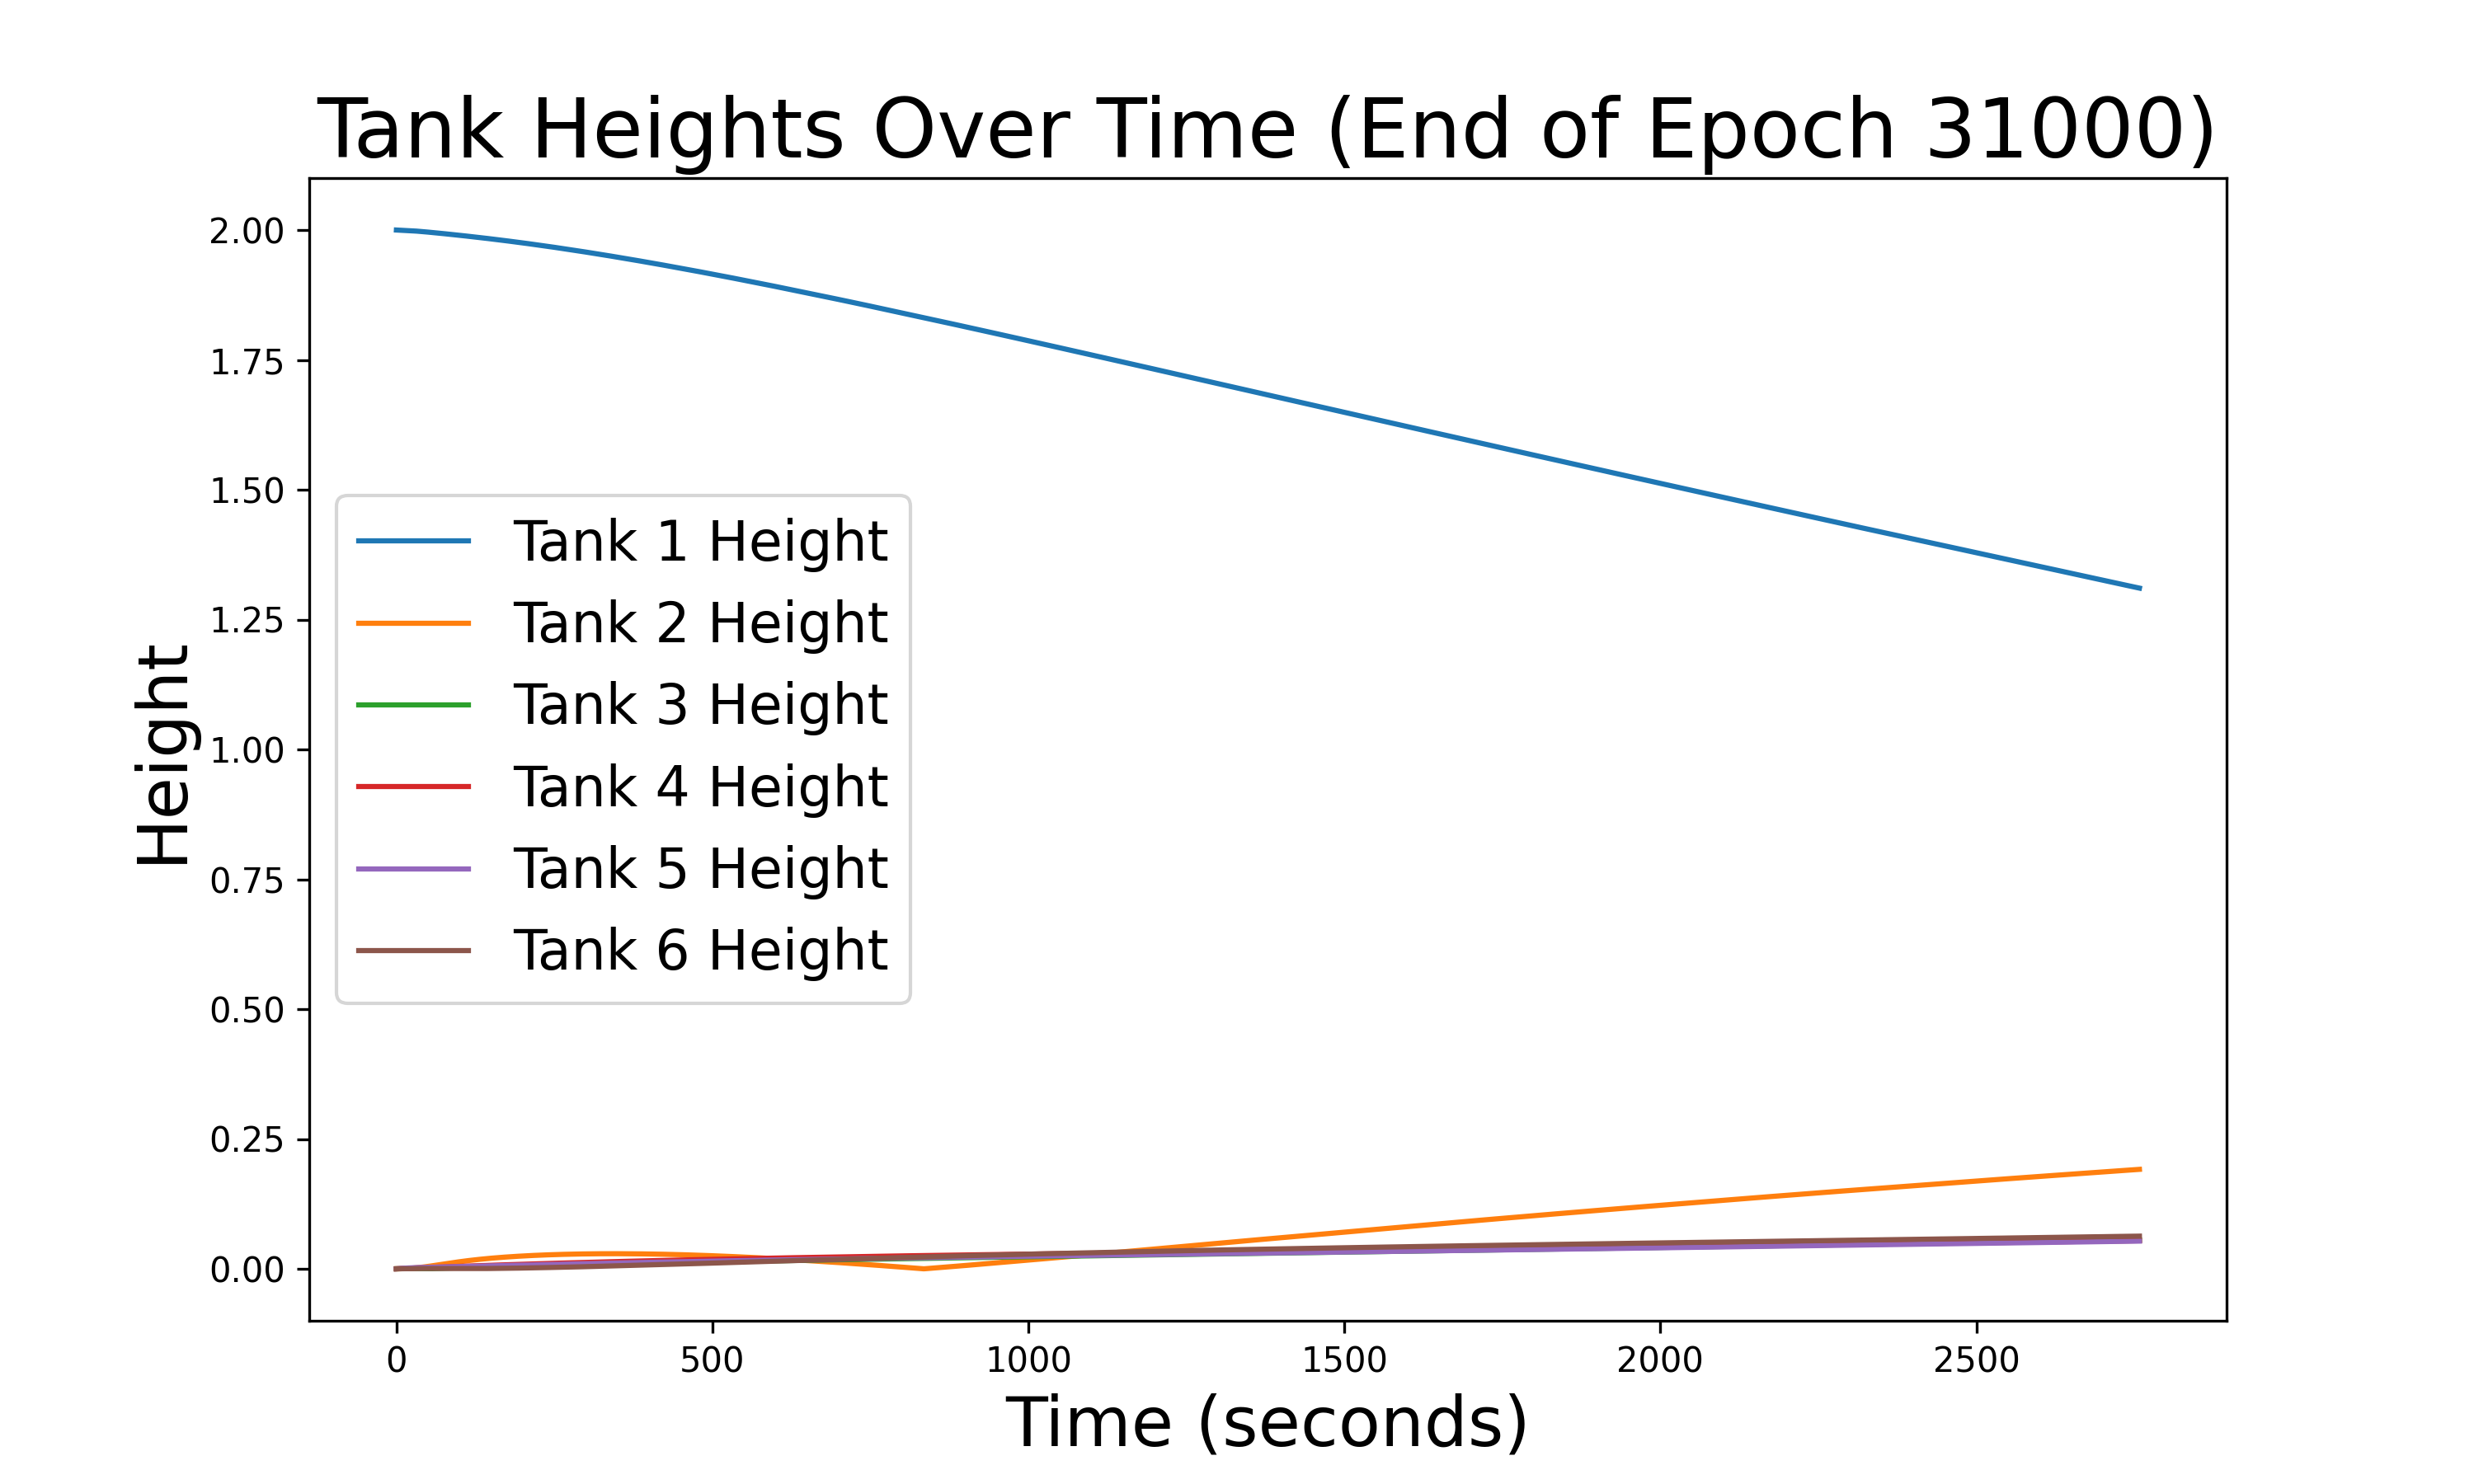 Tank Heights Over Time (End of Epoch 31000)
Height
2.00
1.75
1.50
1.25
1.00
0.75
0.50
0.25
0.00
Tank 1 Height
Tank 2 Height
Tank 3 Height
Tank 4 Height
Tank 5 Height
Tank 6 Height
0 500 1000 1500 2000 2500
Time (seconds)